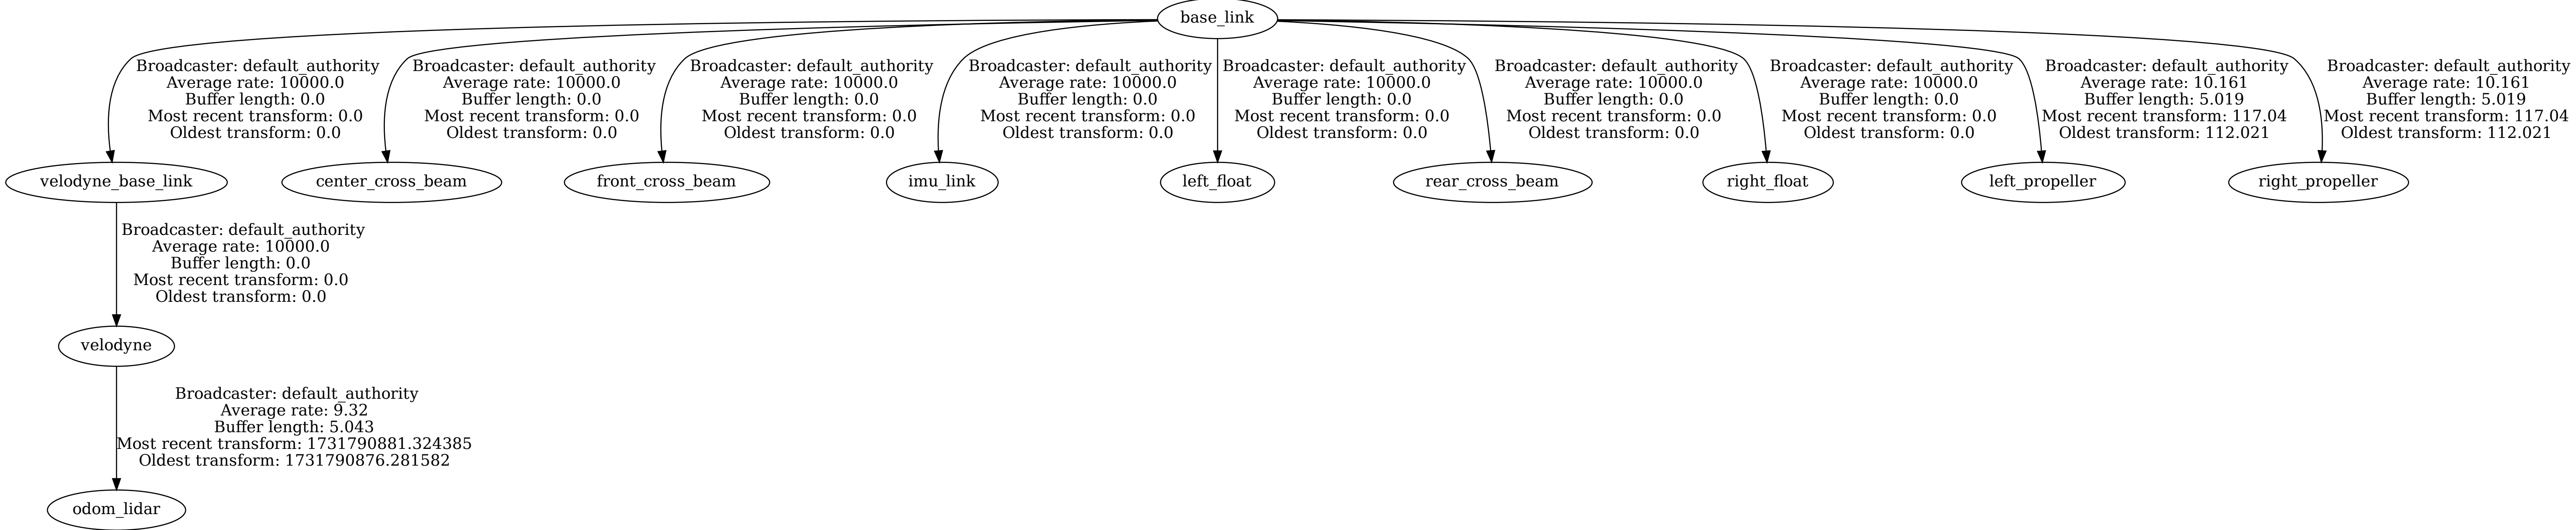 base_link
Broadcaster: default_authority
Average rate: 10000.0
Buffer length: 0.0
Most recent transform: 0.0
Oldest transform: 0.0
Broadcaster: default_authority
Average rate: 10000.0
Buffer length: 0.0
Most recent transform: 0.0
Oldest transform: 0.0
Broadcaster: default_authority
Average rate: 10000.0
Buffer length: 0.0
Most recent transform: 0.0
Oldest transform: 0.0
Broadcaster: default_authority
Average rate: 10000.0
Buffer length: 0.0
Most recent transform: 0.0
Oldest transform: 0.0
Broadcaster: default_authority
Average rate: 10000.0
Buffer length: 0.0
Most recent transform: 0.0
Oldest transform: 0.0
Broadcaster: default_authority
Average rate: 10000.0
Buffer length: 0.0
Most recent transform: 0.0
Oldest transform: 0.0
Broadcaster: default_authority
Average rate: 10000.0
Buffer length: 0.0
Most recent transform: 0.0
Oldest transform: 0.0
Broadcaster: default_authority
Average rate: 10.161
Buffer length: 5.019
Most recent transform: 117.04
Oldest transform: 112.021
Broadcaster: default_authority
Average rate: 10.161
Buffer length: 5.019
Most recent transform: 117.04
Oldest transform: 112.021
velodyne_base_link
center_cross_beam
front_cross_beam
imu_link
left_float
rear_cross_beam
right_float
left_propeller
right_propeller
Broadcaster: default_authority
Average rate: 10000.0
Buffer length: 0.0
Most recent transform: 0.0
Oldest transform: 0.0
velodyne
Broadcaster: default_authority
Average rate: 9.32
Buffer length: 5.043
Most recent transform: 1731790881.324385
Oldest transform: 1731790876.281582
odom_lidar